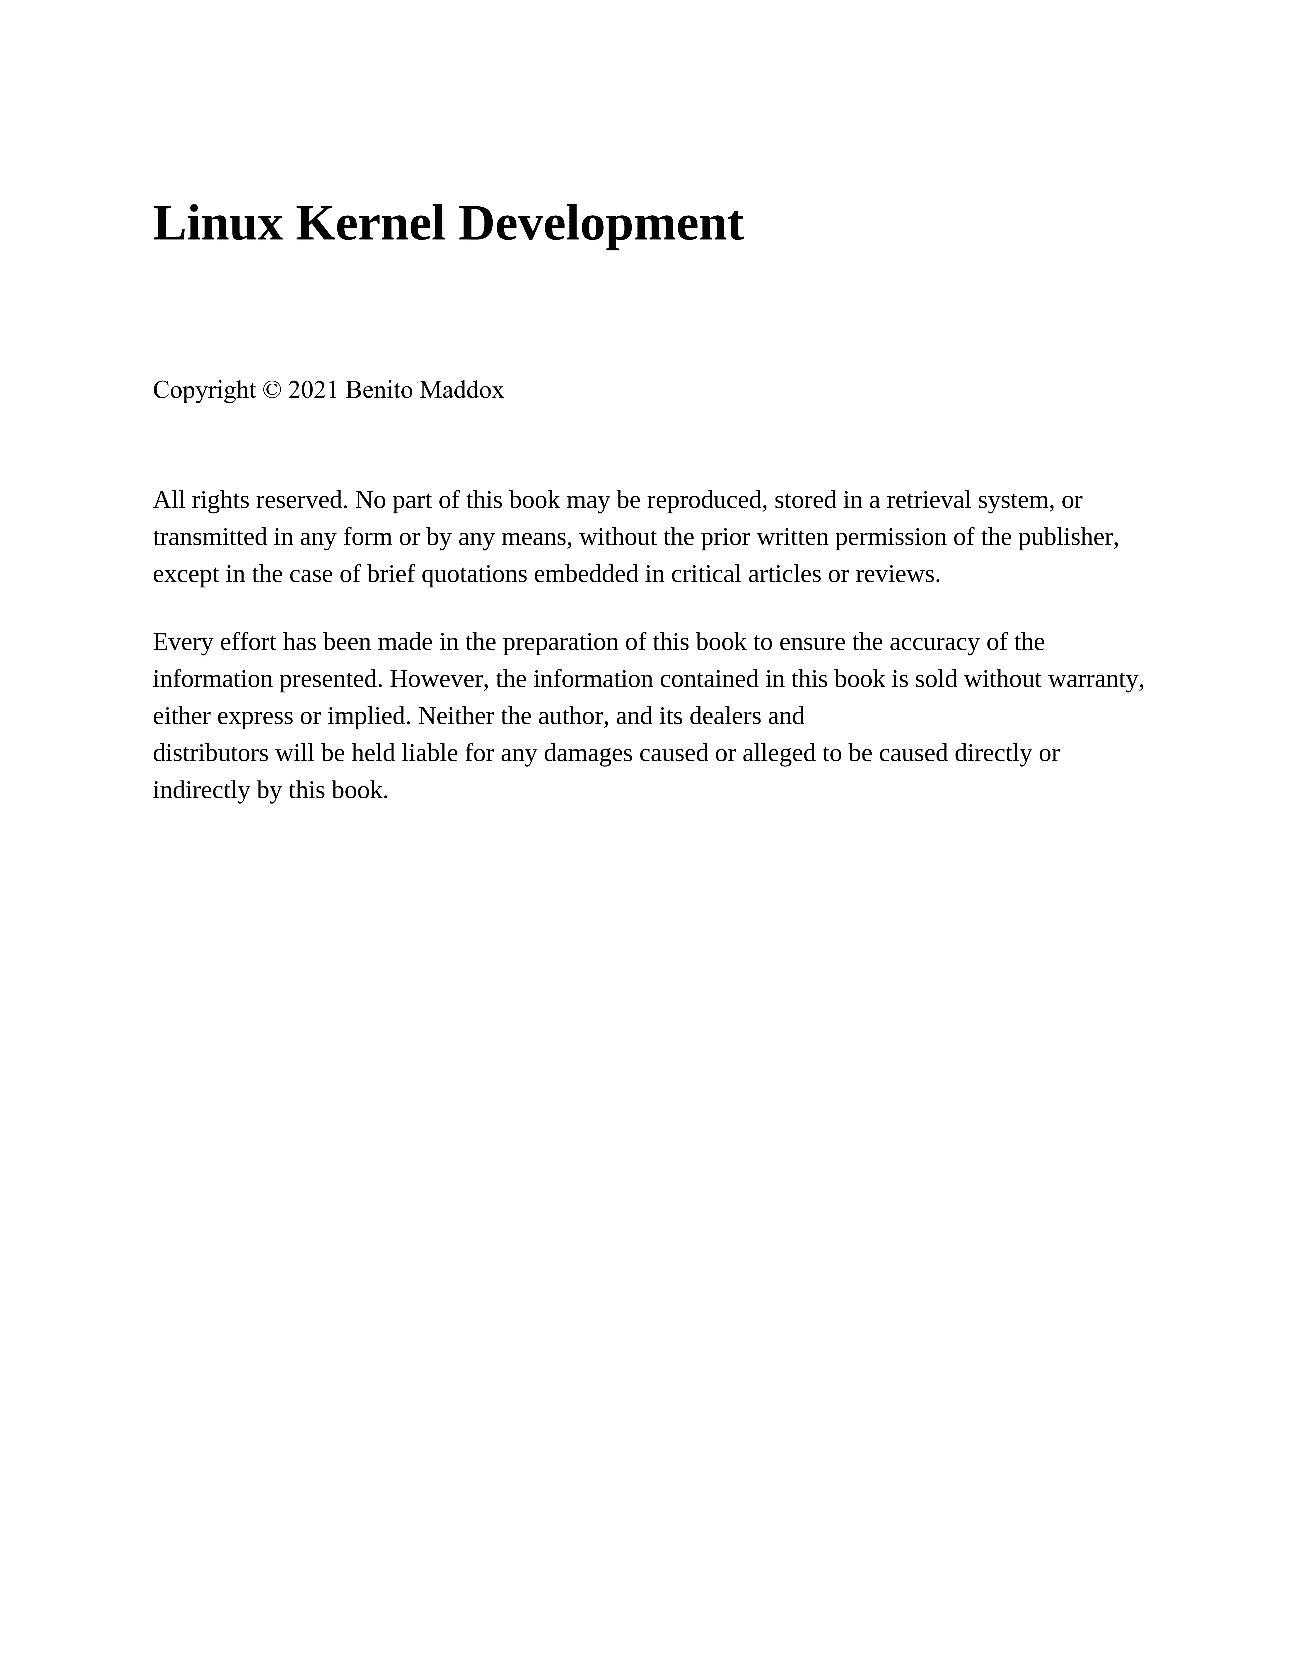 Linux Kernel Development
Copyright © 2021 Benito Maddox
All rights reserved. No part of this book may be reproduced, stored in a retrieval system, or
transmitted in any form or by any means, without the prior written permission of the publisher,
except in the case of brief quotations embedded in critical articles or reviews.
Every effort has been made in the preparation of this book to ensure the accuracy of the
information presented. However, the information contained in this book is sold without warranty,
either express or implied. Neither the author, and its dealers and
distributors will be held liable for any damages caused or alleged to be caused directly or
indirectly by this book.